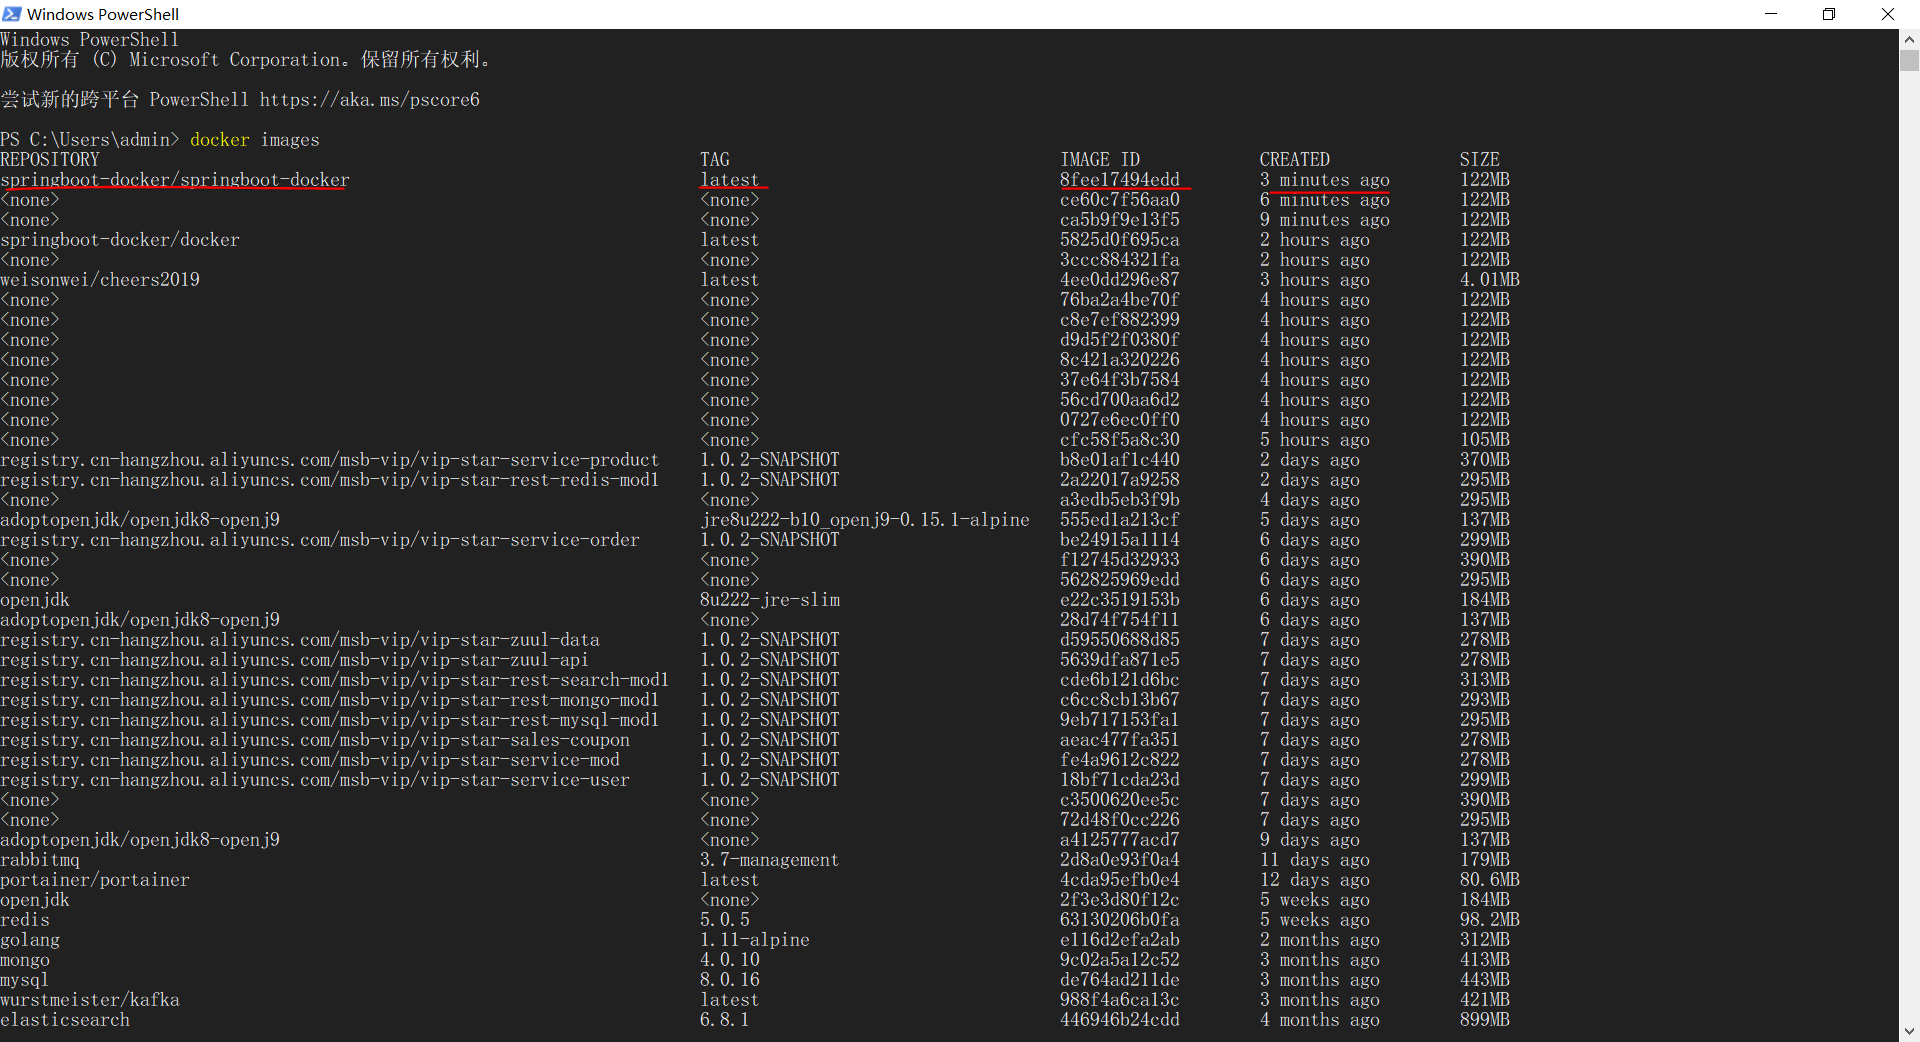 Windows PowerShell
Windows PowerShell
版权所有 (C) Microsoft Corporation。保留所有权利。
尝试新的跨平台 PowerShell https://aka.ms/pscore6
PS C:\Users\admin> docker images
REPOSITORY TAG IMAGE ID CREATED SIZE
springboot-docker/springboot-docker latest 8fee17494edd 3 minutes ago 122MB
<none> <none> ce60c7f56aa0 6 minutes ago 122MB
<none> <none> ca5b9f9e13f5 9 minutes ago 122MB
springboot-docker/docker latest 5825d0f695ca 2 hours ago 122MB
<none> <none> 3ccc884321fa 2 hours ago 122MB
weisonwei/cheers2019 latest 4ee0dd296e87 3 hours ago 4.01MB
<none> <none> 76ba2a4be70f 4 hours ago 122MB
<none> <none> c8e7ef882399 4 hours ago 122MB
<none> <none> d9d5f2f0380f 4 hours ago 122MB
<none> <none> 8c421a320226 4 hours ago 122MB
<none> <none> 37e64f3b7584 4 hours ago 122MB
<none> <none> 56cd700aa6d2 4 hours ago 122MB
<none> <none> 0727e6ec0ff0 4 hours ago 122MB
<none> <none> cfc58f5a8c30 5 hours ago 105MB
registry.cn-hangzhou.aliyuncs.com/msb-vip/vip-star-service-product 1.0.2-SNAPSHOT b8e01af1c440 2 days ago 370MB
registry.cn-hangzhou.aliyuncs.com/msb-vip/vip-star-rest-redis-mod1 1.0.2-SNAPSHOT 2a22017a9258 2 days ago 295MB
<none> <none> a3edb5eb3f9b 4 days ago 295MB
adoptopenjdk/openjdk8-openj9 jre8u222-b10_openj9-0.15.1-alpine 555ed1a213cf 5 days ago 137MB
registry.cn-hangzhou.aliyuncs.com/msb-vip/vip-star-service-order 1.0.2-SNAPSHOT be24915a1114 6 days ago 299MB
<none> <none> f12745d32933 6 days ago 390MB
<none> <none> 562825969edd 6 days ago 295MB
openjdk 8u222-jre-slim e22c3519153b 6 days ago 184MB
adoptopenjdk/openjdk8-openj9 <none> 28d74f754f11 6 days ago 137MB
registry.cn-hangzhou.aliyuncs.com/msb-vip/vip-star-zuul-data 1.0.2-SNAPSHOT d59550688d85 7 days ago 278MB
registry.cn-hangzhou.aliyuncs.com/msb-vip/vip-star-zuul-api 1.0.2-SNAPSHOT 5639dfa871e5 7 days ago 278MB
registry.cn-hangzhou.aliyuncs.com/msb-vip/vip-star-rest-search-mod1 1.0.2-SNAPSHOT cde6b121d6bc 7 days ago 313MB
registry.cn-hangzhou.aliyuncs.com/msb-vip/vip-star-rest-mongo-mod1 1.0.2-SNAPSHOT c6cc8cb13b67 7 days ago 293MB
registry.cn-hangzhou.aliyuncs.com/msb-vip/vip-star-rest-mysql-mod1 1.0.2-SNAPSHOT 9eb717153fa1 7 days ago 295MB
registry.cn-hangzhou.aliyuncs.com/msb-vip/vip-star-sales-coupon 1.0.2-SNAPSHOT aeac477fa351 7 days ago 278MB
registry.cn-hangzhou.aliyuncs.com/msb-vip/vip-star-service-mod 1.0.2-SNAPSHOT fe4a9612c822 7 days ago 278MB
registry.cn-hangzhou.aliyuncs.com/msb-vip/vip-star-service-user 1.0.2-SNAPSHOT 18bf71cda23d 7 days ago 299MB
<none> <none> c3500620ee5c 7 days ago 390MB
<none> <none> 72d48f0cc226 7 days ago 295MB
adoptopenjdk/openjdk8-openj9 <none> a4125777acd7 9 days ago 137MB
rabbitmq 3.7-management 2d8a0e93f0a4 11 days ago 179MB
portainer/portainer latest 4cda95efb0e4 12 days ago 80.6MB
openjdk <none> 2f3e3d80f12c 5 weeks ago 184MB
redis 5.0.5 63130206b0fa 5 weeks ago 98.2MB
golang 1.11-alpine e116d2efa2ab 2 months ago 312MB
mongo 4.0.10 9c02a5a12c52 3 months ago 413MB
mysql 8.0.16 de764ad211de 3 months ago 443MB
wurstmeister/kafka latest 988f4a6ca13c 3 months ago 421MB
elasticsearch 6.8.1 446946b24cdd 4 months ago 899MB